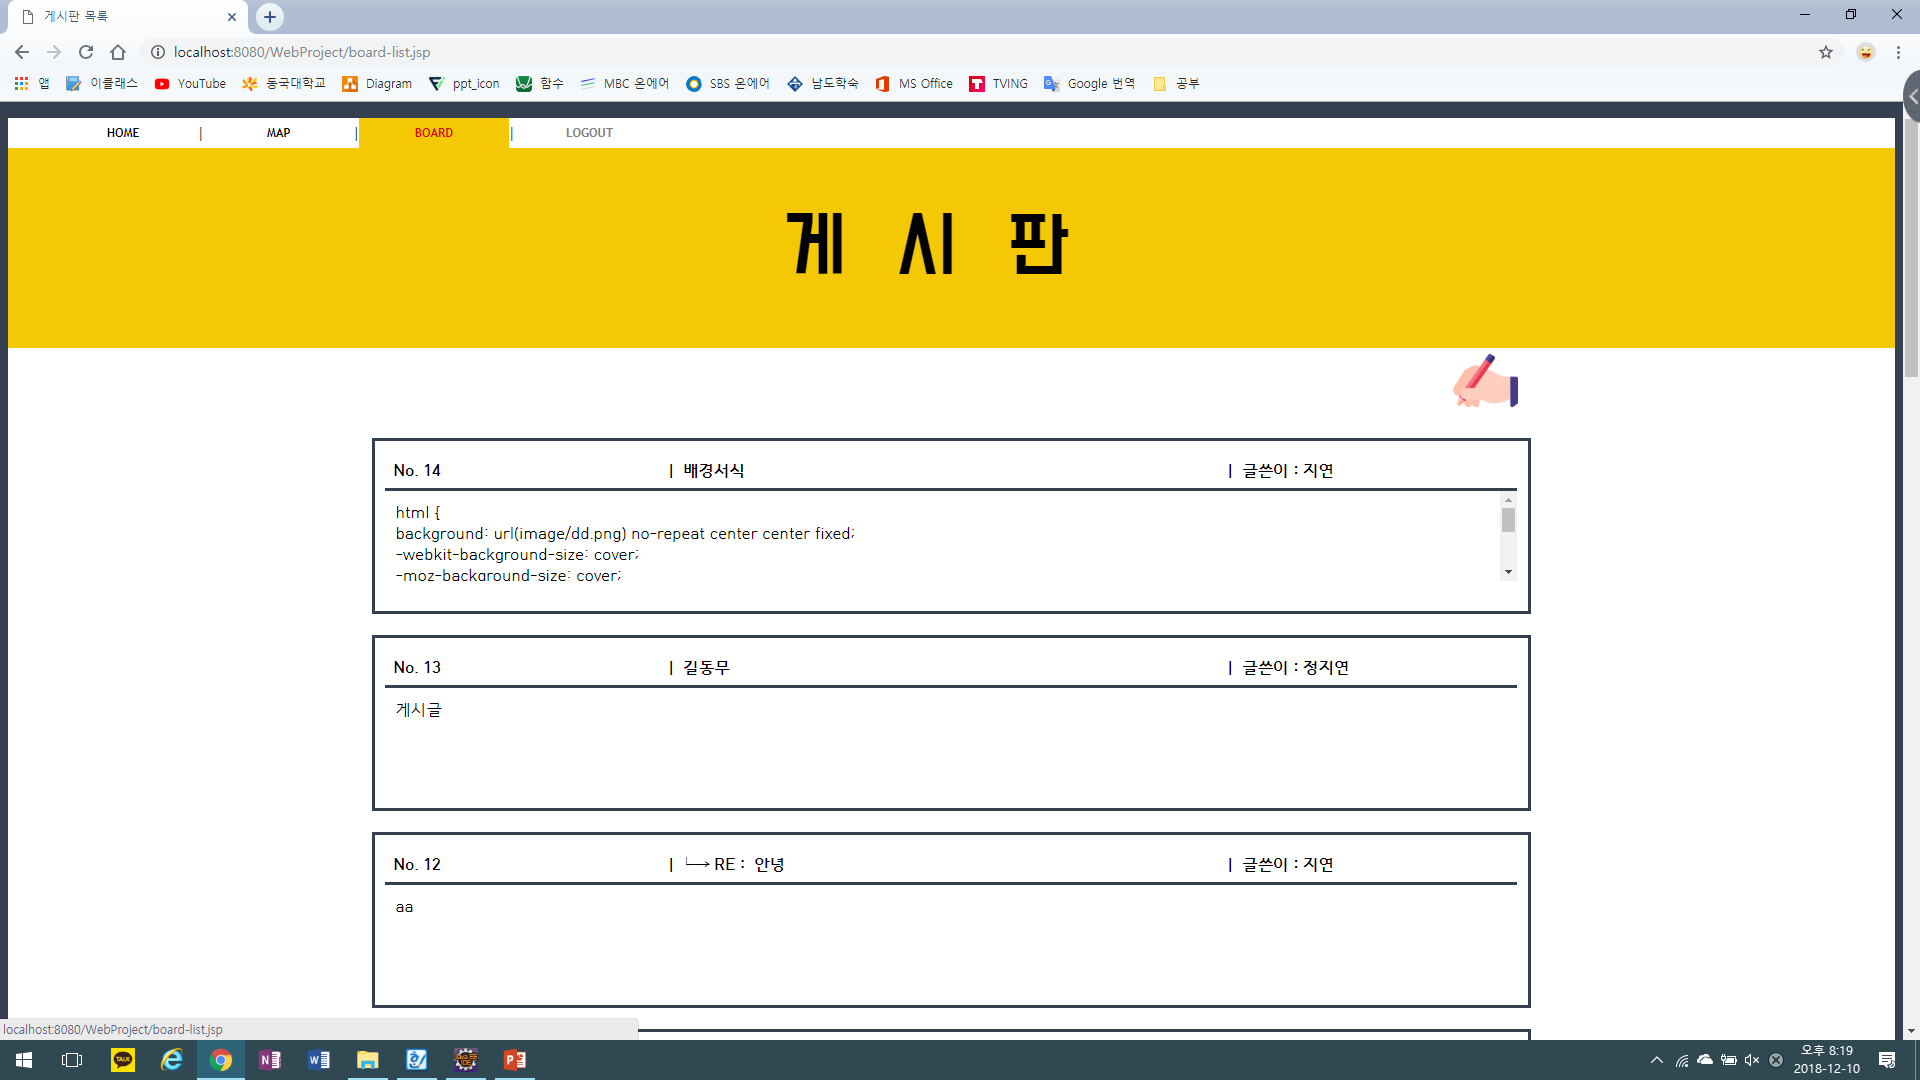 게시판 목록
localhost:8080/WebProject/board-list.jsp
앱 이클래스 YouTube 동국대학교 Diagram ppt_icon 함수 MBC 온에어 SBS 온에어 남도학숙 MS Office TVING Google 번역 공부
HOME | MAP | BOARD | LOGOUT
게 시 판
No. 14 | 배경서식 | 글쓴이 : 지연
html {
background: url(image/dd.png) no-repeat center center fixed;
-webkit-background-size: cover;
-moz-background-size: cover;
No. 13 | 길동무 | 글쓴이 : 정지연
게시글
No. 12 | ㄴ→ RE : 안녕 | 글쓴이 : 지연
aa
localhost:8080/WebProject/board-list.jsp
TALK
오후 8:19
2018-12-10